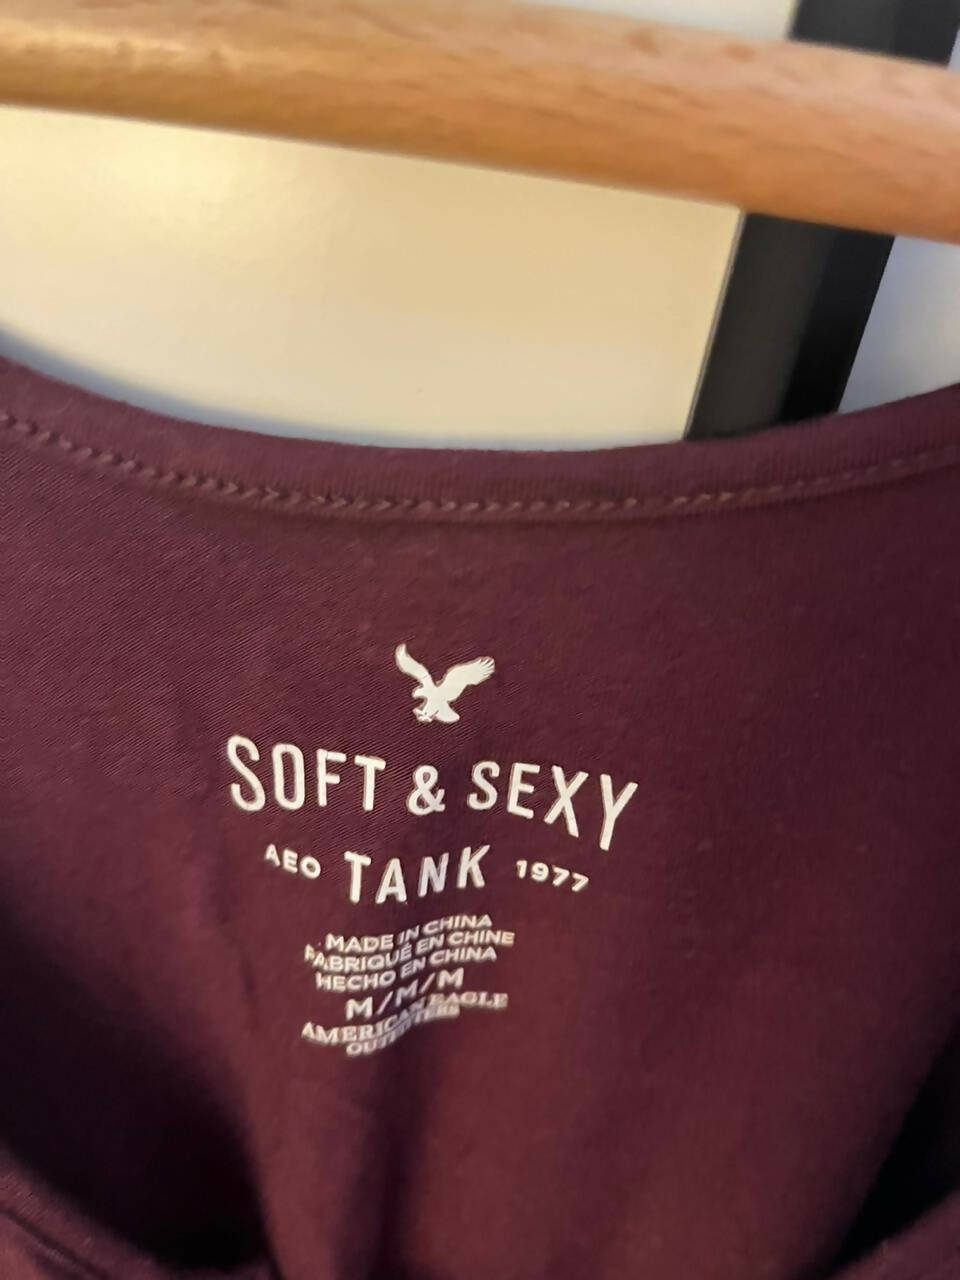 SOFT & SEXY
AEO TANK 1977
MADE IN CHINA
FABRIQUÉ EN CHINE
HECHO EN CHINA
M/M/M
AMERICAN EAGLE
OUTFITTERS